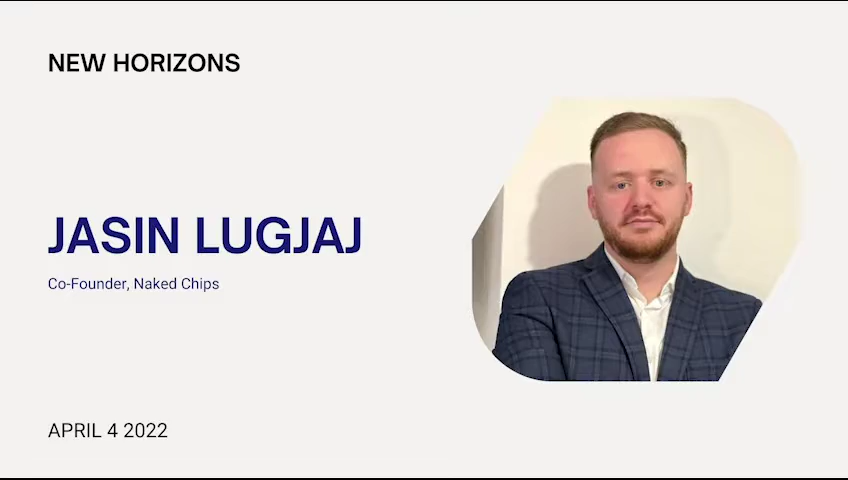 NEW HORIZONS
JASIN LUGJAJ
Co-Founder, Naked Chips
APRIL 4 2022